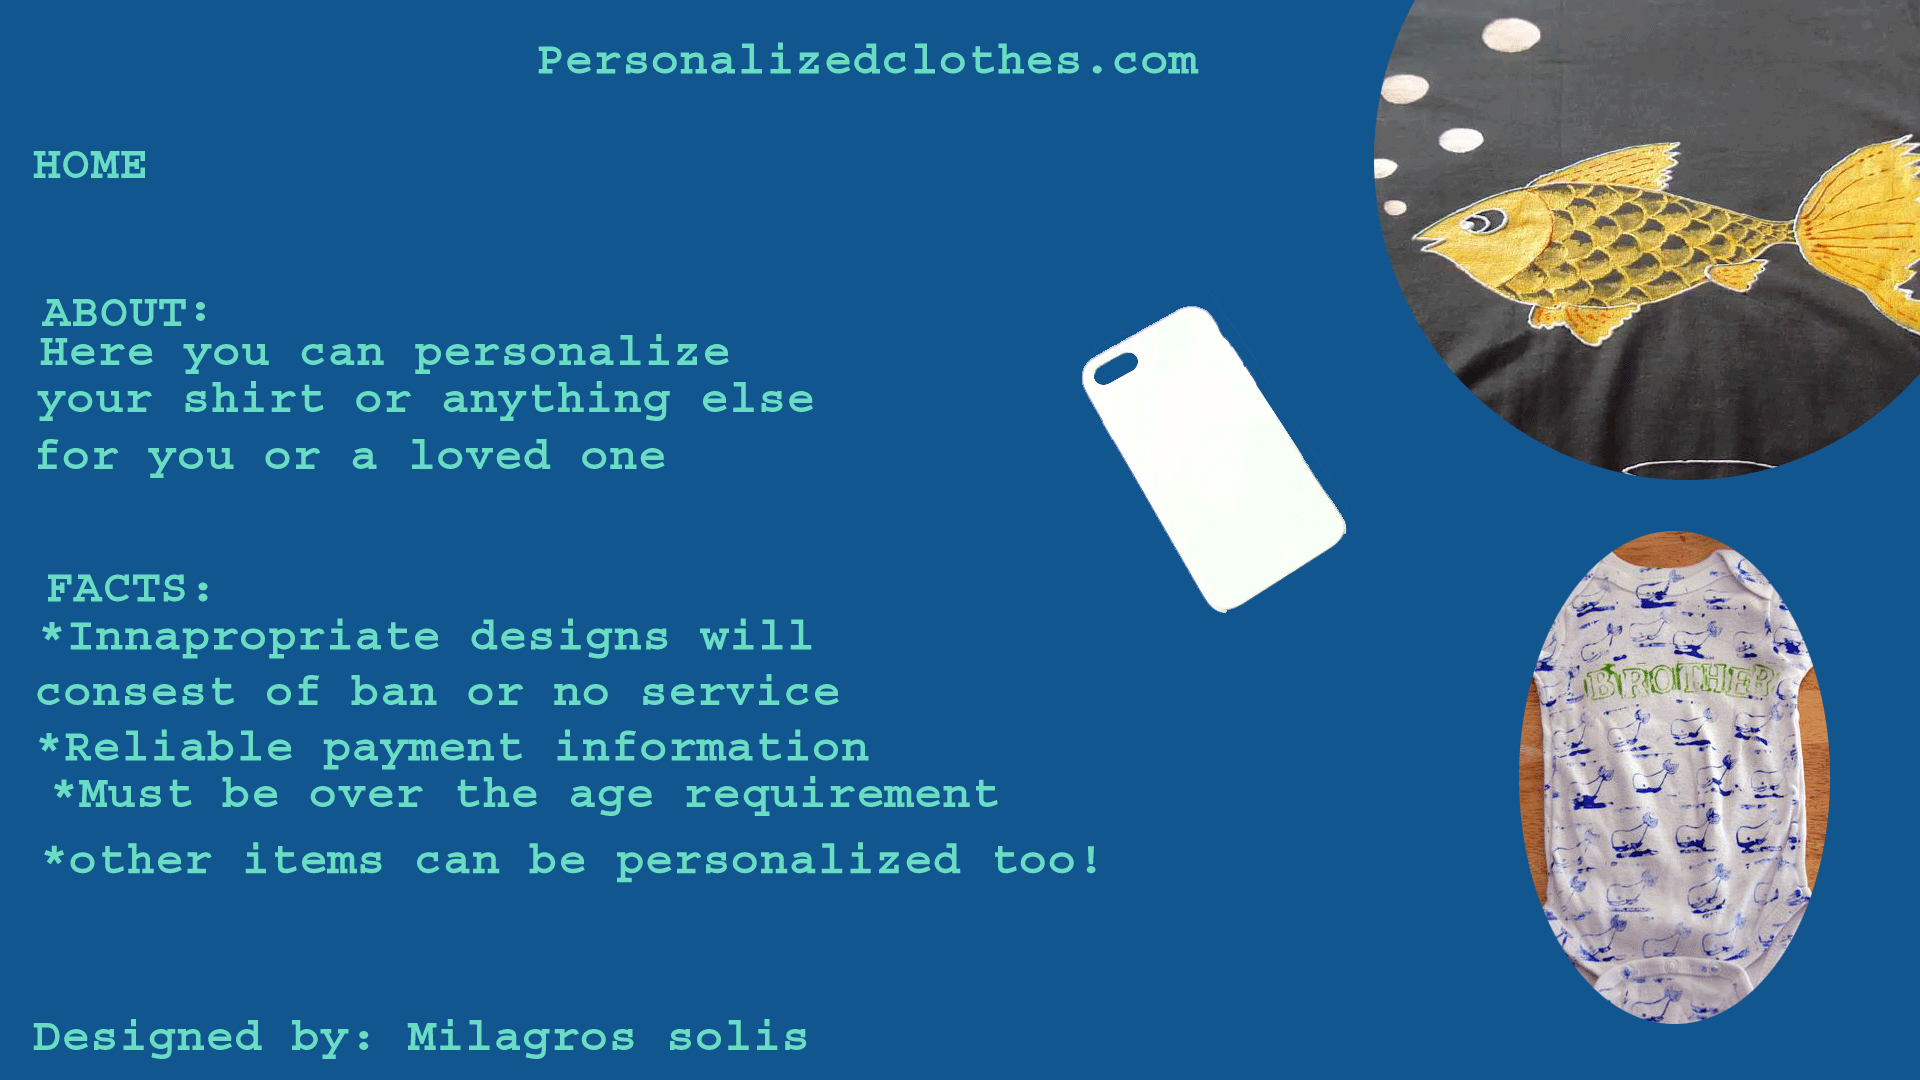 Personalizedclothes.com
HOME
ABOUT:
Here you can personalize
your shirt or anything else
for you or a loved one
FACTS:
*Innapropriate designs will
consest of ban or no service
*Reliable payment information
*Must be over the age requirement
*other items can be personalized too!
BROTHER
Designed by: Milagros solis